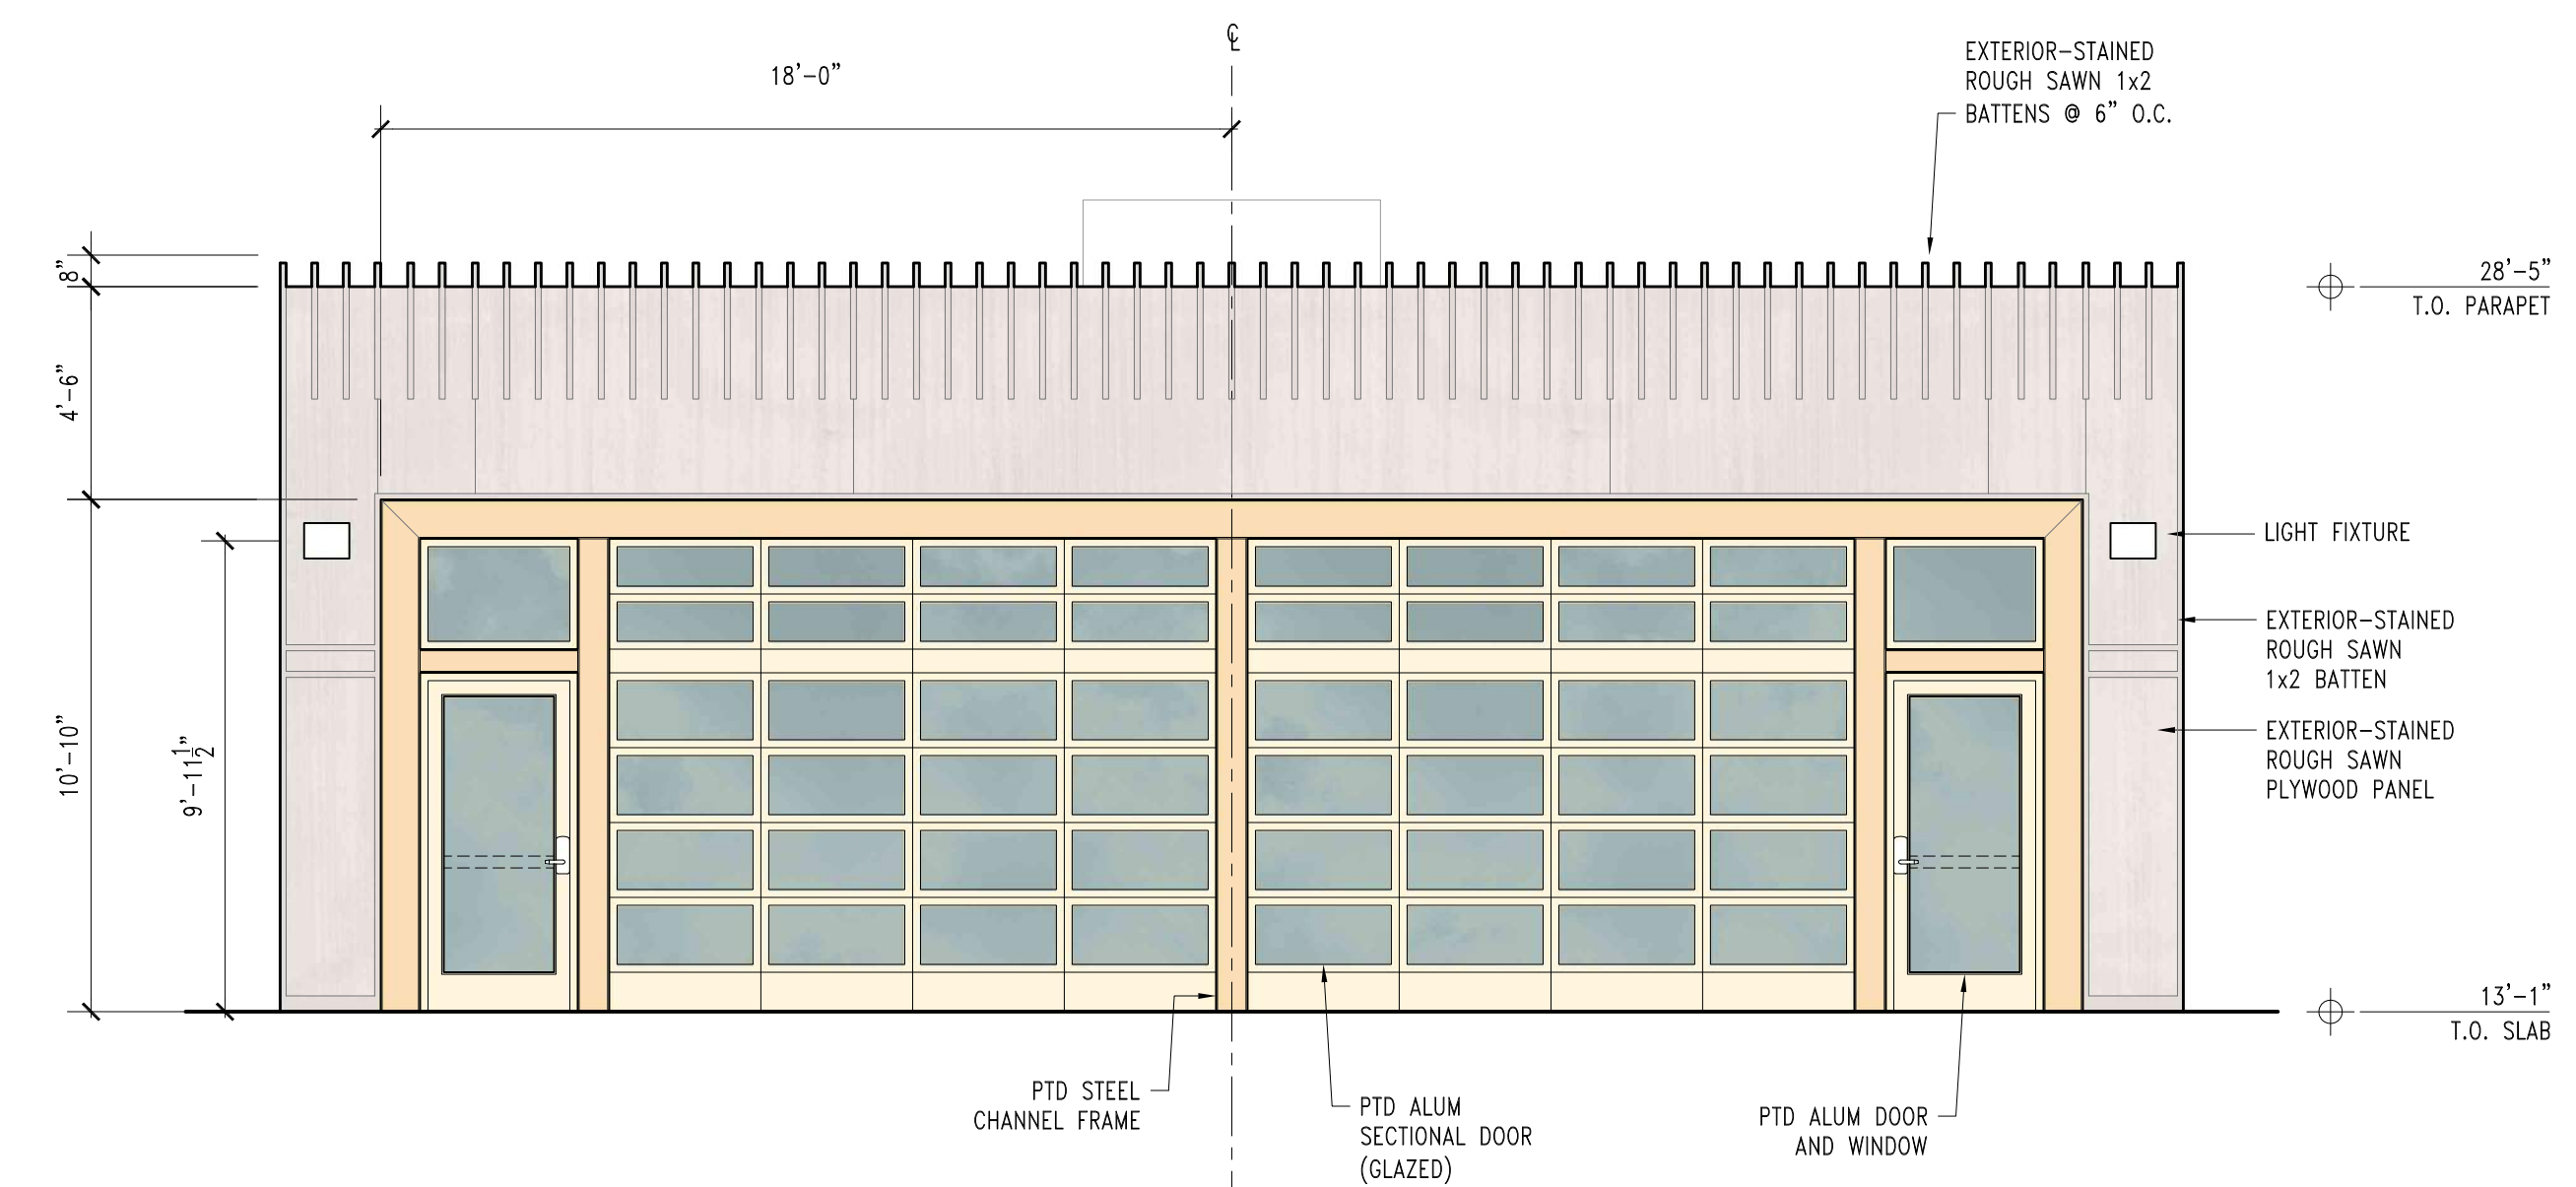 ℄
18'-0"
EXTERIOR-STAINED
ROUGH SAWN 1x2
BATTENS @ 6" O.C.
8"
4'-6"
10'-10"
9'-11 1/2"
28'-5"
T.O. PARAPET
LIGHT FIXTURE
EXTERIOR-STAINED
ROUGH SAWN
1x2 BATTEN
EXTERIOR-STAINED
ROUGH SAWN
PLYWOOD PANEL
13'-1"
T.O. SLAB
PTD STEEL
CHANNEL FRAME
PTD ALUM
SECTIONAL DOOR
(GLAZED)
PTD ALUM DOOR
AND WINDOW